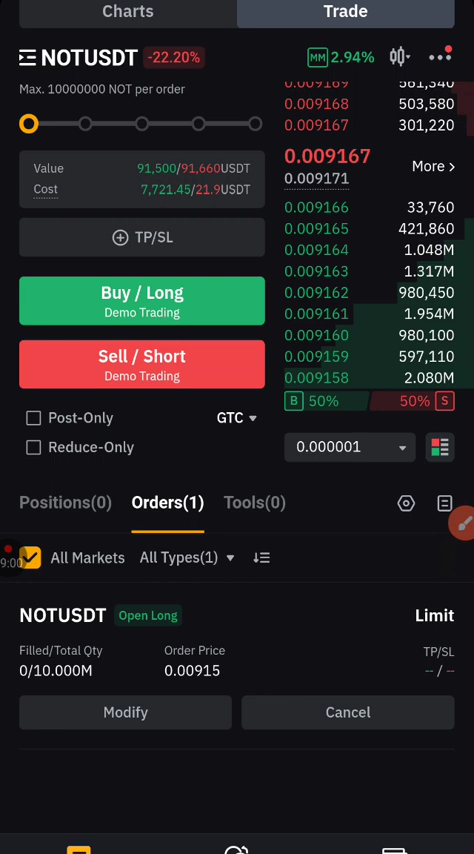 Charts
Trade
NOTUSDT -22.20%
MM 2.94%
Max. 10000000 NOT per order
Value 91,500/91,660USDT
Cost 7,721.45/21.9USDT
TP/SL
Buy / Long
Demo Trading
Sell / Short
Demo Trading
Post-Only GTC
Reduce-Only
0.009169 561,340
0.009168 503,580
0.009167 301,220
0.009167
0.009171
More
0.009166 33,760
0.009165 421,860
0.009164 1.048M
0.009163 1.317M
0.009162 980,450
0.009161 1.954M
0.009160 980,100
0.009159 597,110
0.009158 2.080M
B 50% 50% S
0.000001
Positions(0) Orders(1) Tools(0)
9:00
All Markets All Types(1)
NOTUSDT Open Long Limit
Filled/Total Qty Order Price TP/SL
0/10.000M 0.00915 -- / --
Modify Cancel